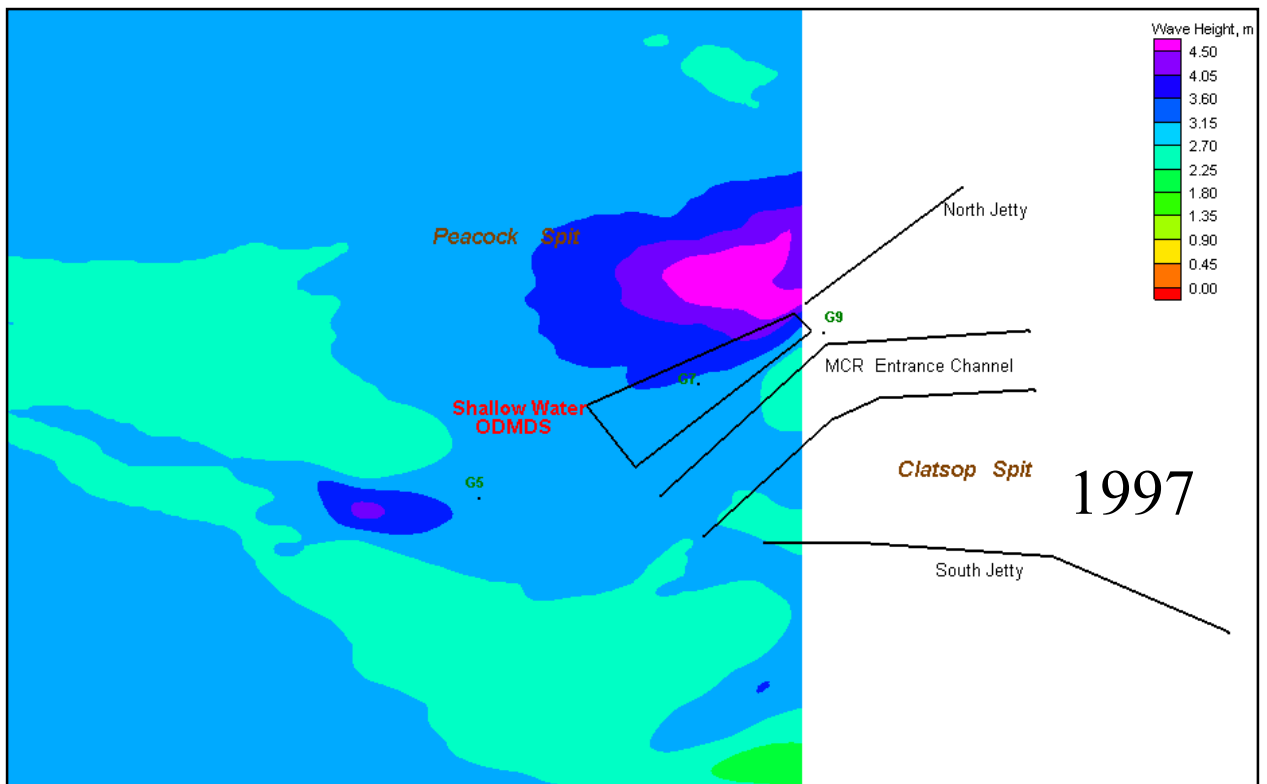 Wave Height, m
4.50
4.05
3.60
3.15
2.70
2.25
1.80
1.35
0.90
0.45
0.00
North Jetty
Peacock Spit
G9
MCR Entrance Channel
G7
Shallow Water
ODMDS
Clatsop Spit
1997
G5
South Jetty